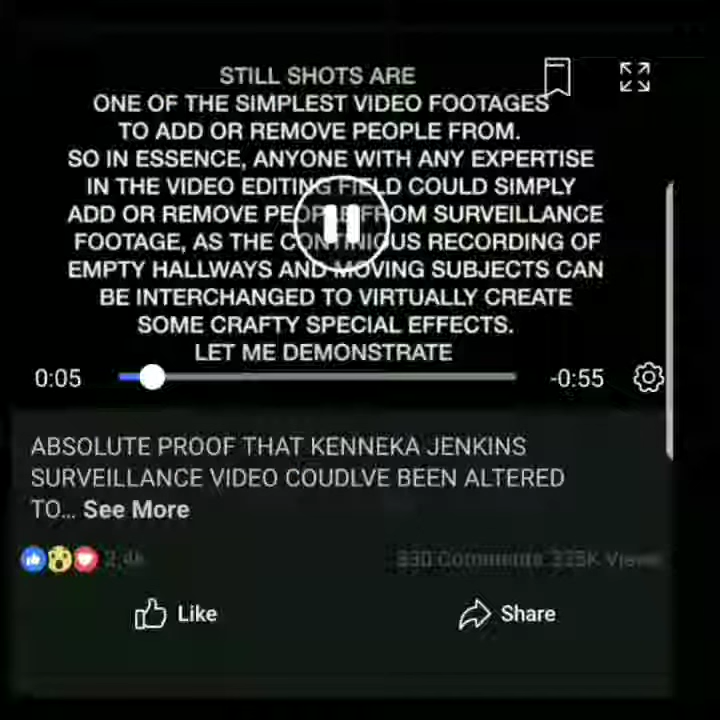 STILL SHOTS ARE
ONE OF THE SIMPLEST VIDEO FOOTAGES
TO ADD OR REMOVE PEOPLE FROM.
SO IN ESSENCE, ANYONE WITH ANY EXPERTISE
IN THE VIDEO EDITING FIELD COULD SIMPLY
ADD OR REMOVE PEOPLE FROM SURVEILLANCE
FOOTAGE, AS THE CONTINIOUS RECORDING OF
EMPTY HALLWAYS AND MOVING SUBJECTS CAN
BE INTERCHANGED TO VIRTUALLY CREATE
SOME CRAFTY SPECIAL EFFECTS.
LET ME DEMONSTRATE
0:05 -0:55
ABSOLUTE PROOF THAT KENNEKA JENKINS
SURVEILLANCE VIDEO COUDLVE BEEN ALTERED
TO... See More
Comments Views
Like Share